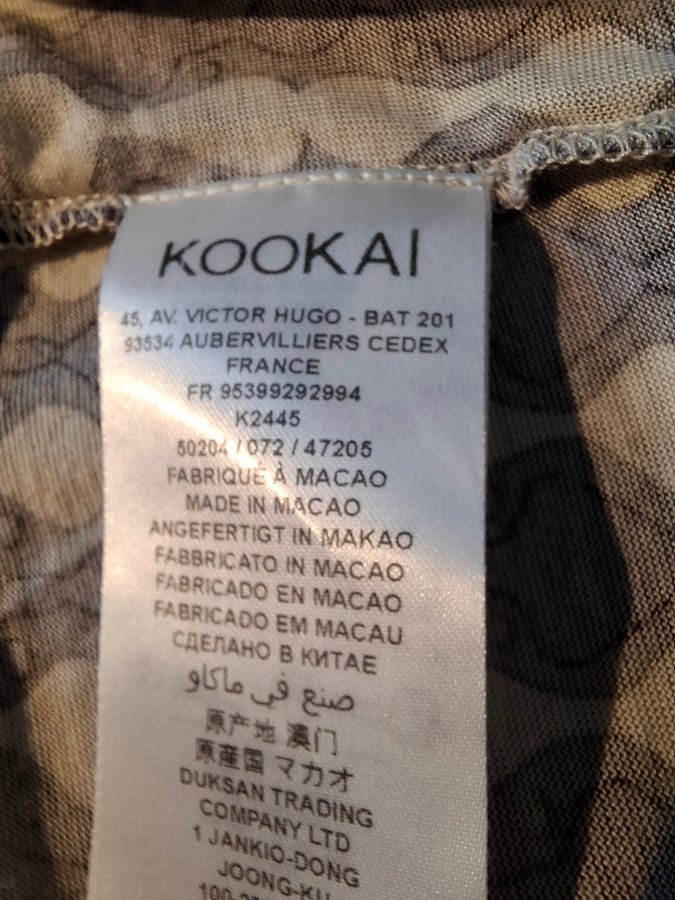 KOOKAI
45, AV. VICTOR HUGO - BAT 201
93534 AUBERVILLIERS CEDEX
FRANCE
FR 95399292994
K2445
50204 / 072 / 47205
FABRIQUÉ À MACAO
MADE IN MACAO
ANGEFERTIGT IN MAKAO
FABBRICATO IN MACAO
FABRICADO EN MACAO
FABRICADO EM MACAU
СДЕЛАНО В КИТАЕ
صنع في ماكاو
原产地 澳门
原産国 マカオ
DUKSAN TRADING
COMPANY LTD
1 JANKIO-DONG
JOONG-KU